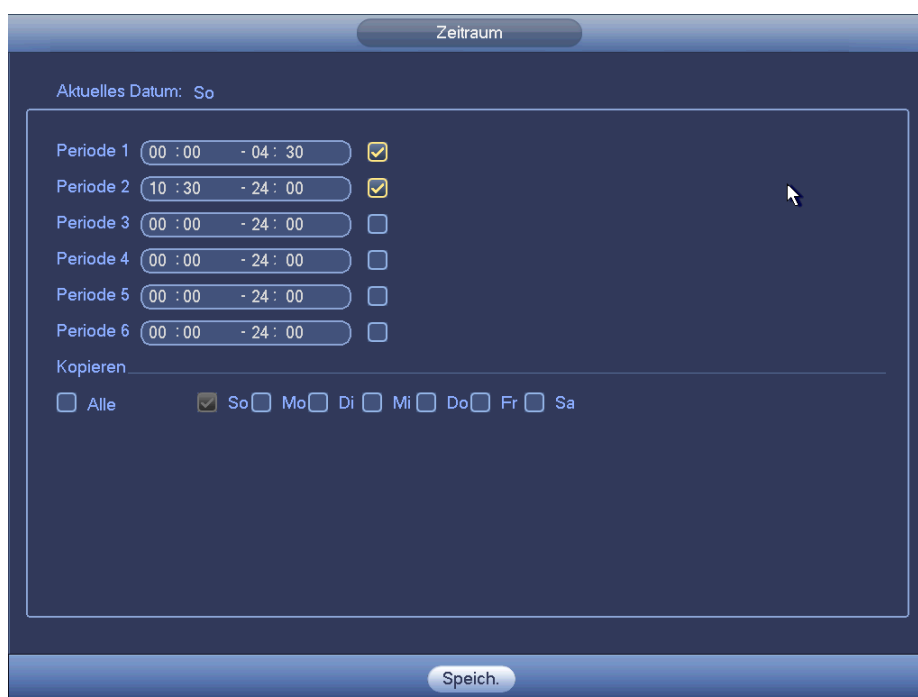 Zeitraum
Aktuelles Datum: So
Periode 1 00 :00 - 04 : 30
Periode 2 10 : 30 - 24 : 00
Periode 3 00 :00 - 24 : 00
Periode 4 00 :00 - 24 : 00
Periode 5 00 :00 - 24 : 00
Periode 6 00 :00 - 24 : 00
Kopieren
Alle So Mo Di Mi Do Fr Sa
Speich.